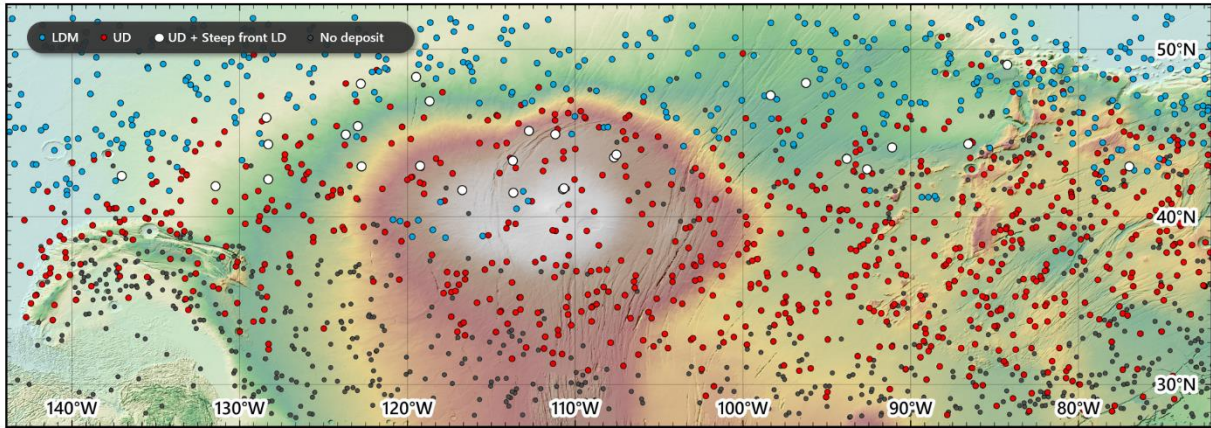 LDM UD UD + Steep front LD No deposit
50°N
40°N
30°N
140°W 130°W 120°W 110°W 100°W 90°W 80°W